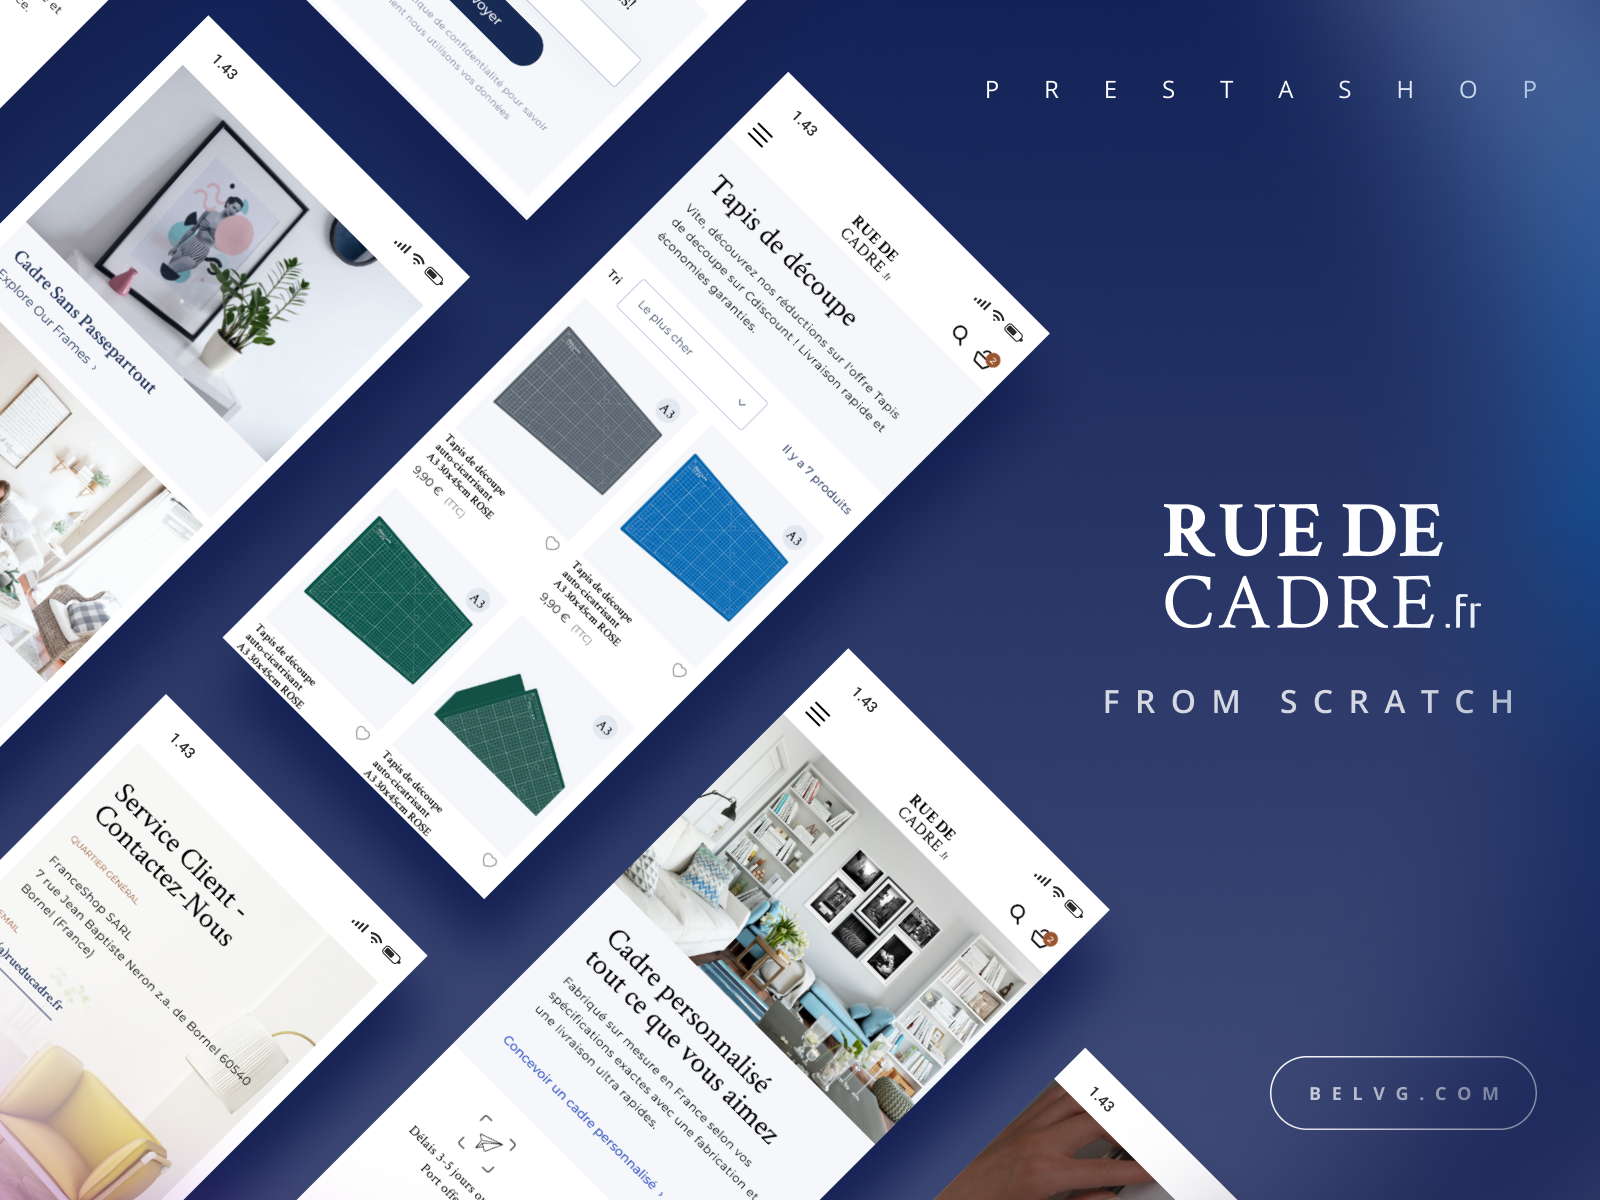 et
ce.
1.43
Cadre Sans Passepartout
Explore Our Frames ›
voyer
us!
ique de confidentialité pour savoir
ent nous utilisons vos données
1.43
RUE DE
CADRE.fr
2
Tapis de découpe
Vite, découvrez nos réductions sur l'offre Tapis
de decoupe sur Cdiscount ! Livraison rapide et
économies garanties.
Tri
Le plus cher
Il y a 7 produits
A3
Tapis de découpe
auto-cicatrisant
A3 30x45cm ROSE
9,90 € (TTC)
A3
Tapis de découpe
auto-cicatrisant
A3 30x45cm ROSE
9,90 € (TTC)
A3
Tapis de découpe
auto-cicatrisant
A3 30x45cm ROSE
A3
Tapis de découpe
auto-cicatrisant
A3 30x45cm ROSE
1.43
Service Client -
Contactez-Nous
QUARTIER GÉNÉRAL
FranceShop SARL
7 rue Jean Baptiste Neron z.a. de Bornel 60540
Bornel (France)
EMAIL
(a)rueducadre.fr
1.43
RUE DE
CADRE.fr
2
Cadre personnalisé
tout ce que vous aimez
Fabriqué sur mesure en France selon vos
spécifications exactes avec une fabrication et
une livraison ultra rapides.
Concevoir un cadre personnalisé ›
Délais 3-5 jours ou
Port offe
1.43
PRESTASHOP
RUE DE
CADRE.fr
FROM SCRATCH
BELVG.COM